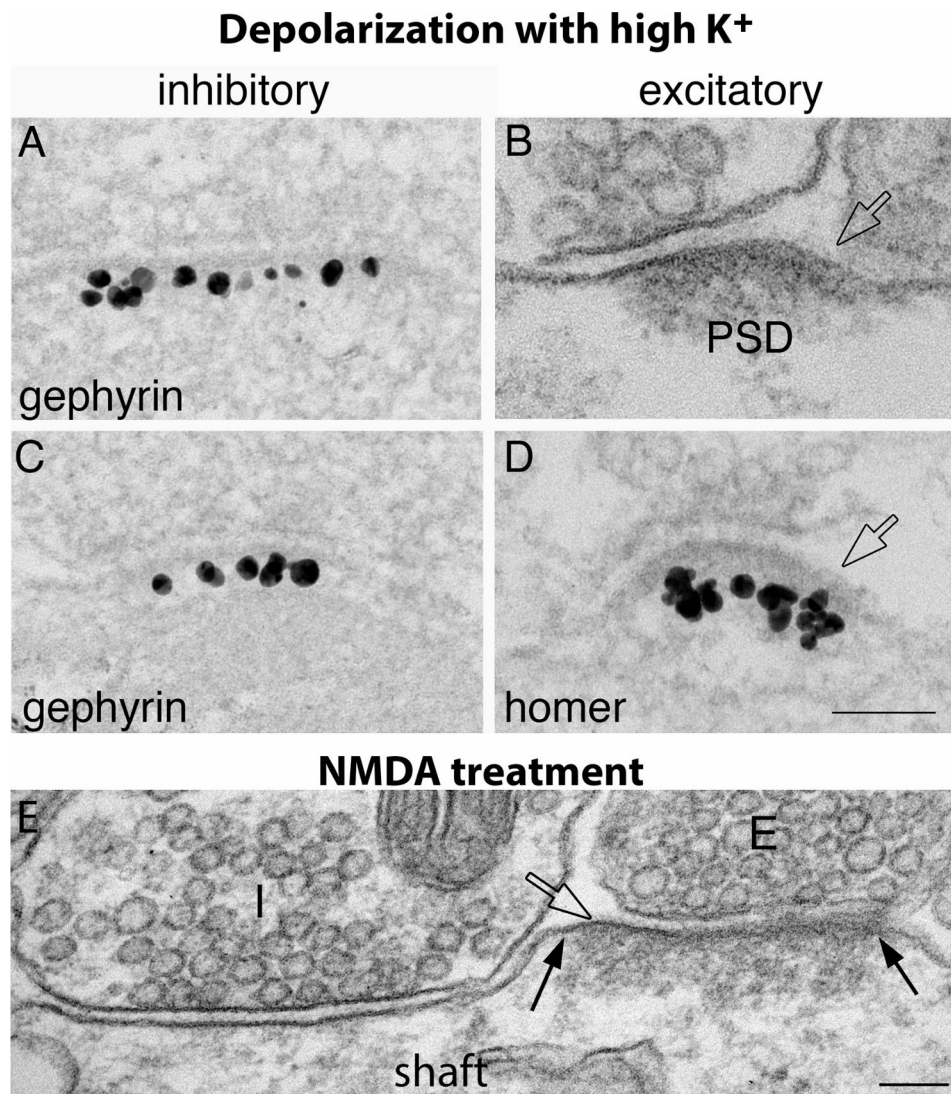 Depolarization with high K⁺
inhibitory
excitatory
A
B
PSD
gephyrin
C
D
gephyrin
homer
NMDA treatment
E
I
E
shaft